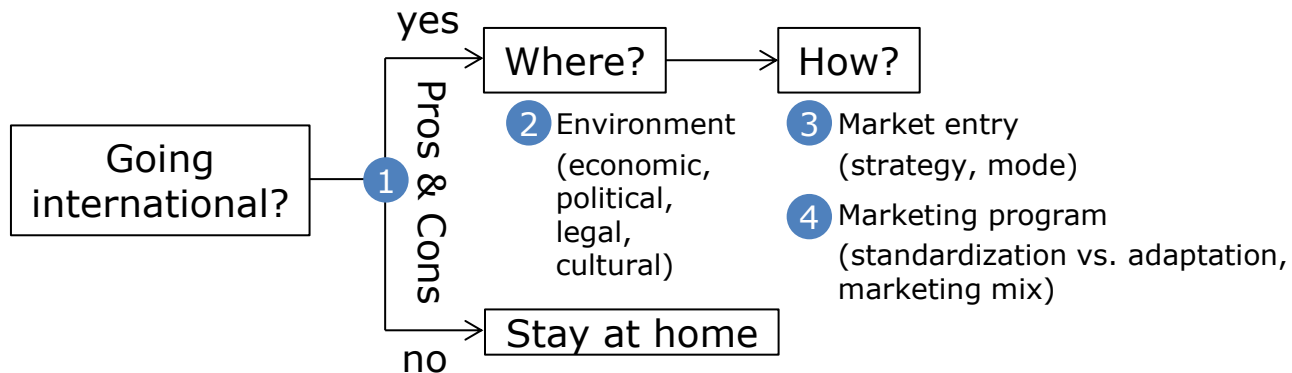 Going
international?
1
Pros & Cons
yes
no
Where?
2 Environment
(economic,
political,
legal,
cultural)
How?
3 Market entry
(strategy, mode)
4 Marketing program
(standardization vs. adaptation,
marketing mix)
Stay at home